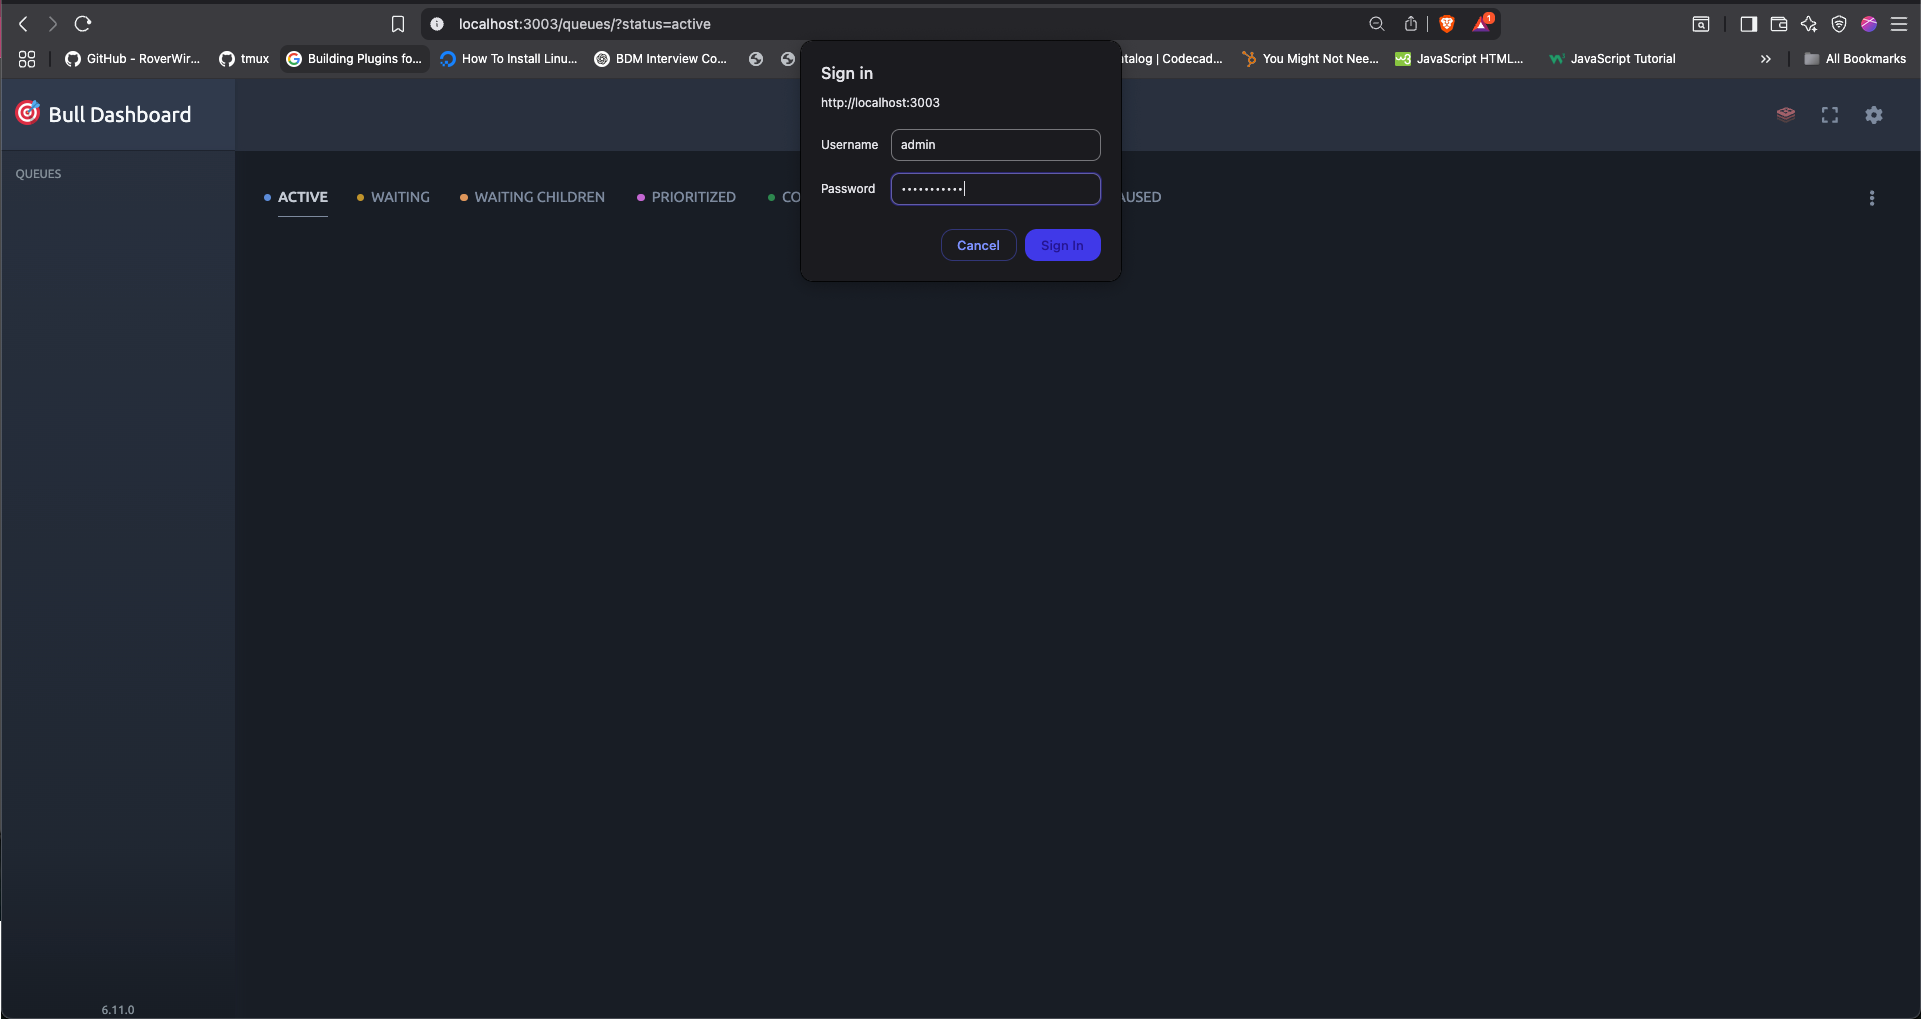 localhost:3003/queues/?status=active
1
GitHub - RoverWir...
tmux
Building Plugins fo...
How To Install Linu...
BDM Interview Co...
talog | Codecad...
You Might Not Nee...
JavaScript HTML...
JavaScript Tutorial
All Bookmarks
Bull Dashboard
Sign in
http://localhost:3003
Username
admin
Password
•••••••••••
Cancel
Sign In
QUEUES
ACTIVE
WAITING
WAITING CHILDREN
PRIORITIZED
CO
AUSED
6.11.0